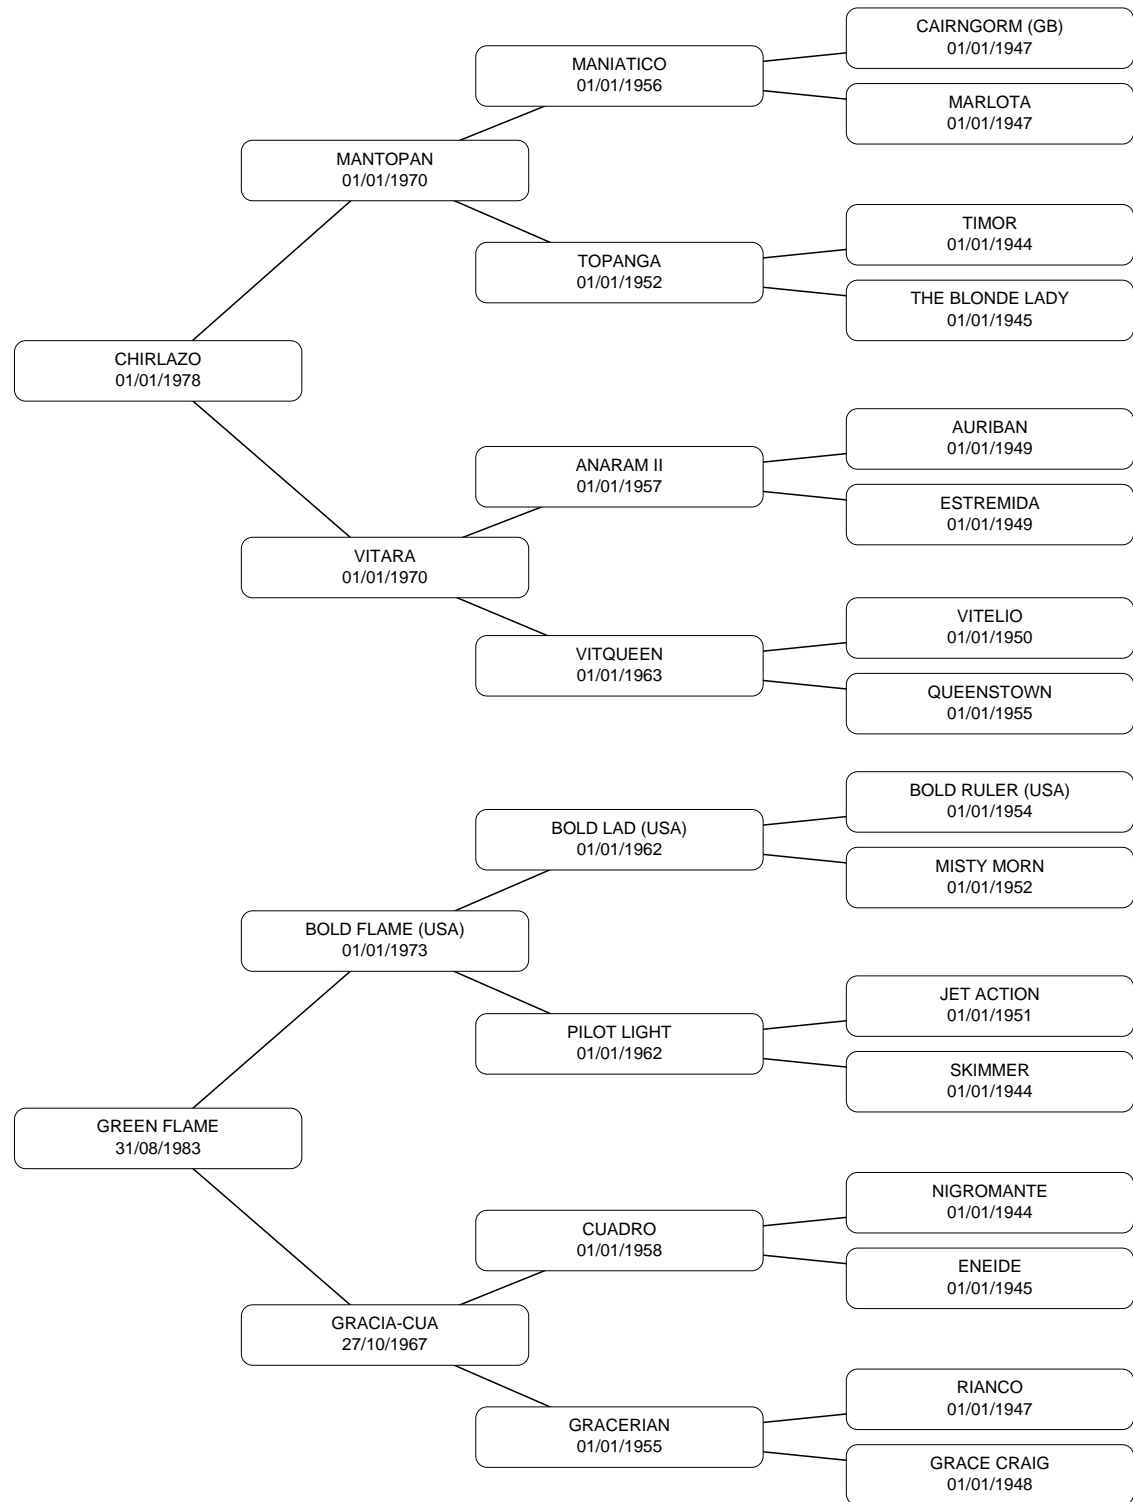 CAIRNGORM (GB)
01/01/1947
MANIATICO
01/01/1956
MARLOTA
01/01/1947
MANTOPAN
01/01/1970
TIMOR
01/01/1944
TOPANGA
01/01/1952
THE BLONDE LADY
01/01/1945
CHIRLAZO
01/01/1978
AURIBAN
01/01/1949
ANARAM II
01/01/1957
ESTREMIDA
01/01/1949
VITARA
01/01/1970
VITELIO
01/01/1950
VITQUEEN
01/01/1963
QUEENSTOWN
01/01/1955
BOLD RULER (USA)
01/01/1954
BOLD LAD (USA)
01/01/1962
MISTY MORN
01/01/1952
BOLD FLAME (USA)
01/01/1973
JET ACTION
01/01/1951
PILOT LIGHT
01/01/1962
SKIMMER
01/01/1944
GREEN FLAME
31/08/1983
NIGROMANTE
01/01/1944
CUADRO
01/01/1958
ENEIDE
01/01/1945
GRACIA-CUA
27/10/1967
RIANCO
01/01/1947
GRACERIAN
01/01/1955
GRACE CRAIG
01/01/1948